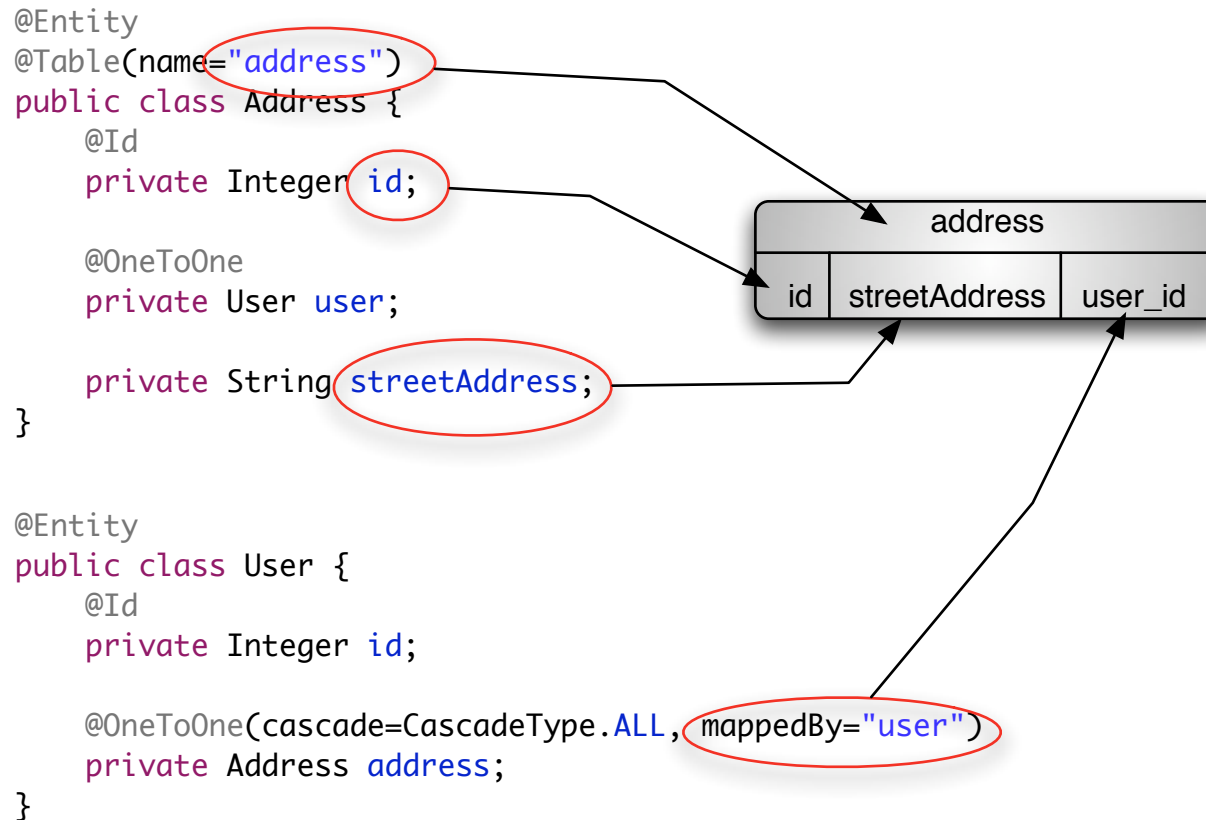 @Entity
@Table(name="address")
public class Address {
@Id
private Integer id;
@OneToOne
private User user;
private String streetAddress;
}
address
id streetAddress user_id
@Entity
public class User {
@Id
private Integer id;
@OneToOne(cascade=CascadeType.ALL, mappedBy="user")
private Address address;
}